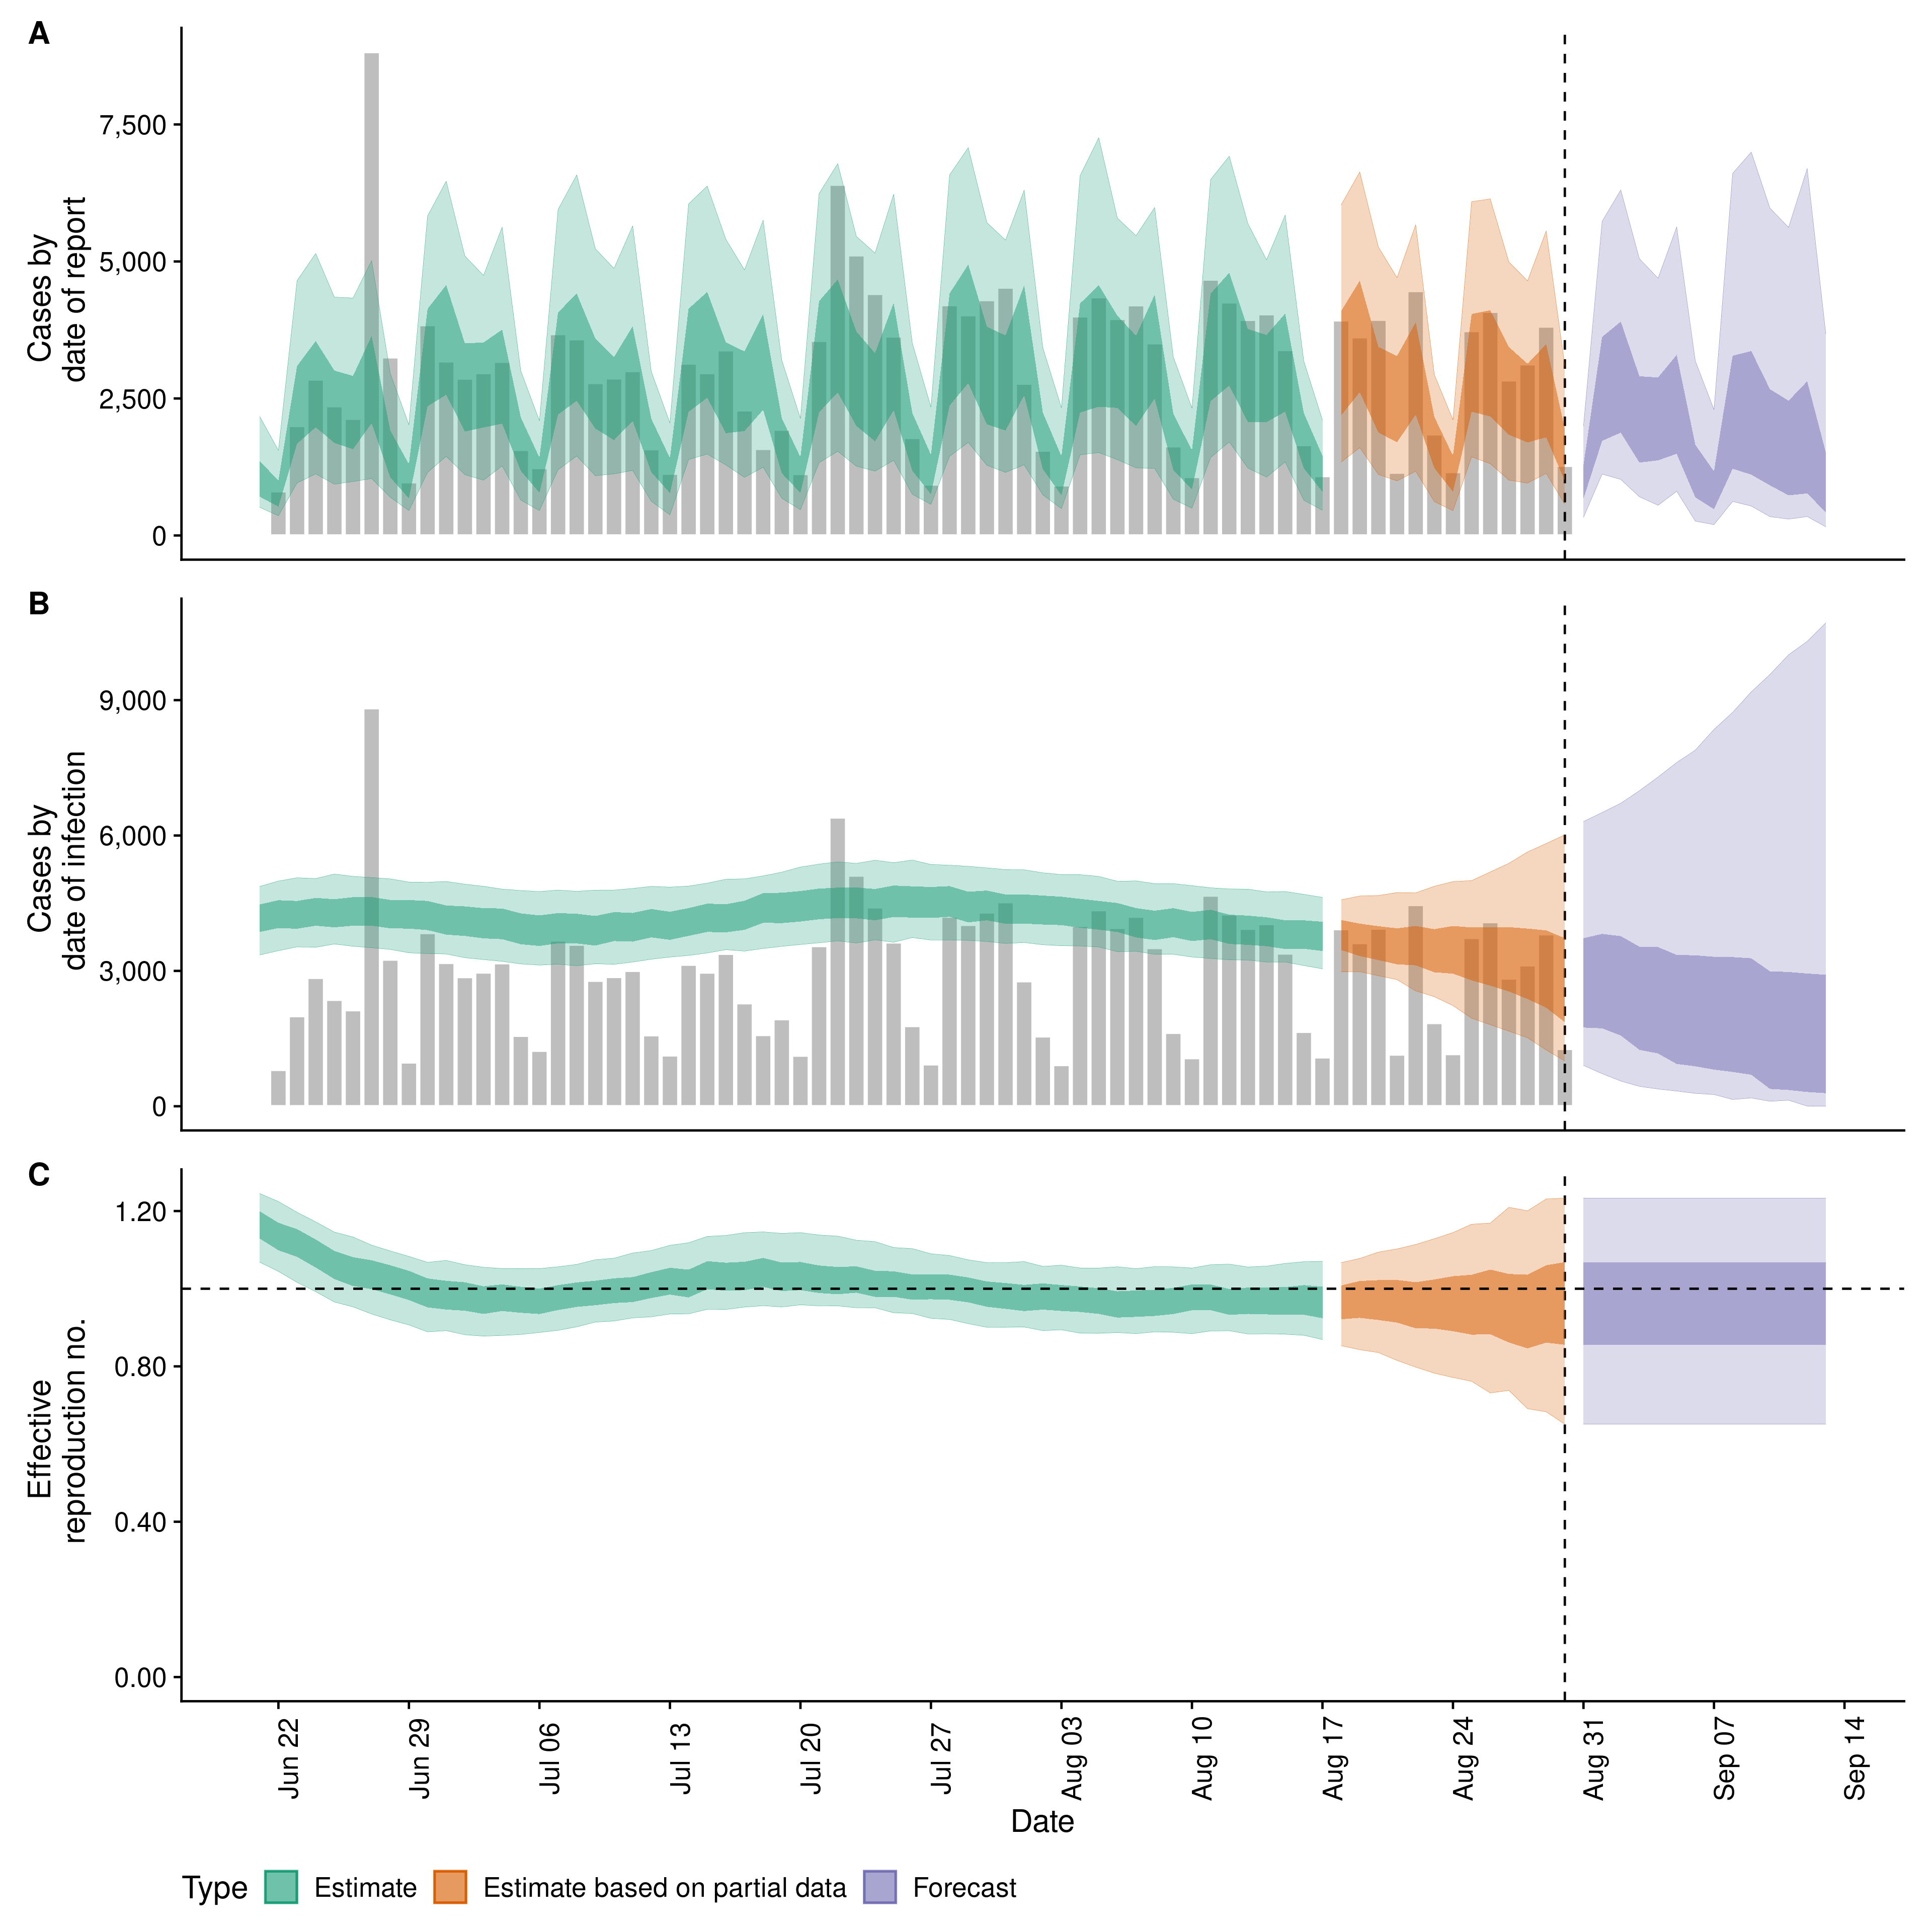 A
Cases by
date of report
7,500
5,000
2,500
0
B
Cases by
date of infection
9,000
6,000
3,000
0
C
Effective
reproduction no.
1.20
0.80
0.40
0.00
Jun 22
Jun 29
Jul 06
Jul 13
Jul 20
Jul 27
Aug 03
Aug 10
Aug 17
Aug 24
Aug 31
Sep 07
Sep 14
Date
Type
Estimate
Estimate based on partial data
Forecast